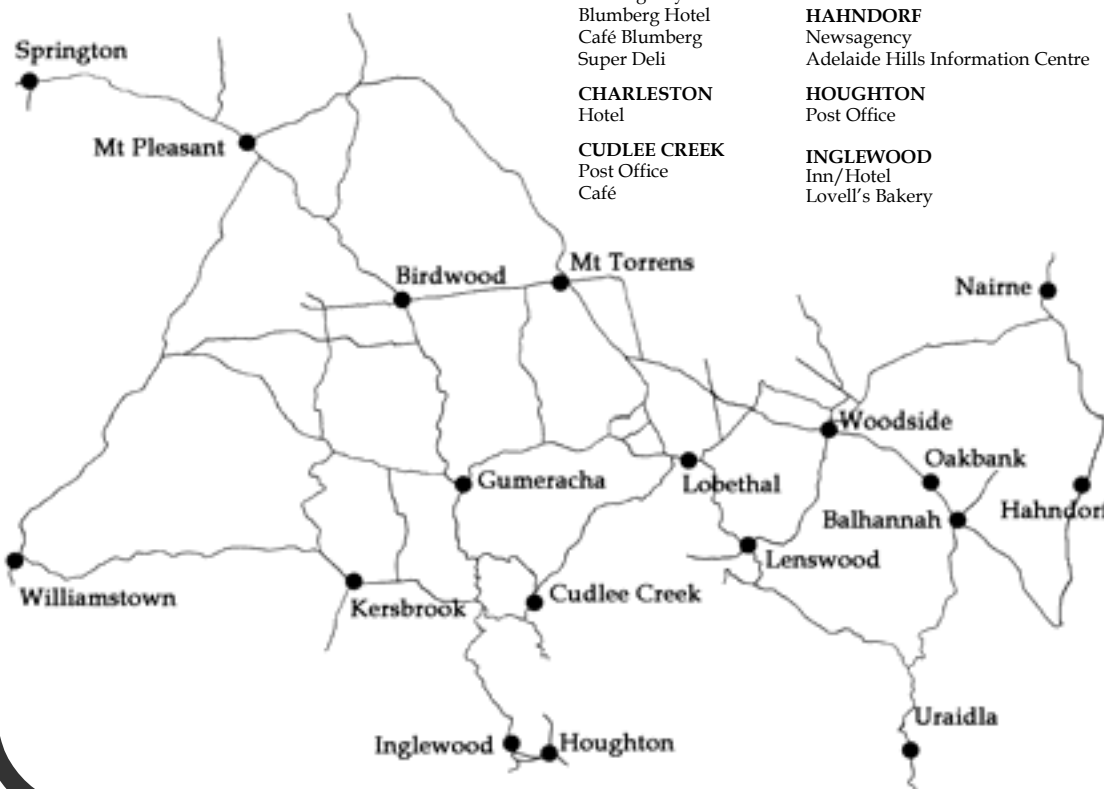 Blumberg Hotel
Café Blumberg
Super Deli
CHARLESTON
Hotel
CUDLEE CREEK
Post Office
Café
HAHNDORF
Newsagency
Adelaide Hills Information Centre
HOUGHTON
Post Office
INGLEWOOD
Inn/Hotel
Lovell's Bakery
Springton
Mt Pleasant
Birdwood
Mt Torrens
Nairne
Woodside
Oakbank
Gumeracha
Lobethal
Hahndorf
Balhannah
Lenswood
Williamstown
Kersbrook
Cudlee Creek
Uraidla
Inglewood
Houghton